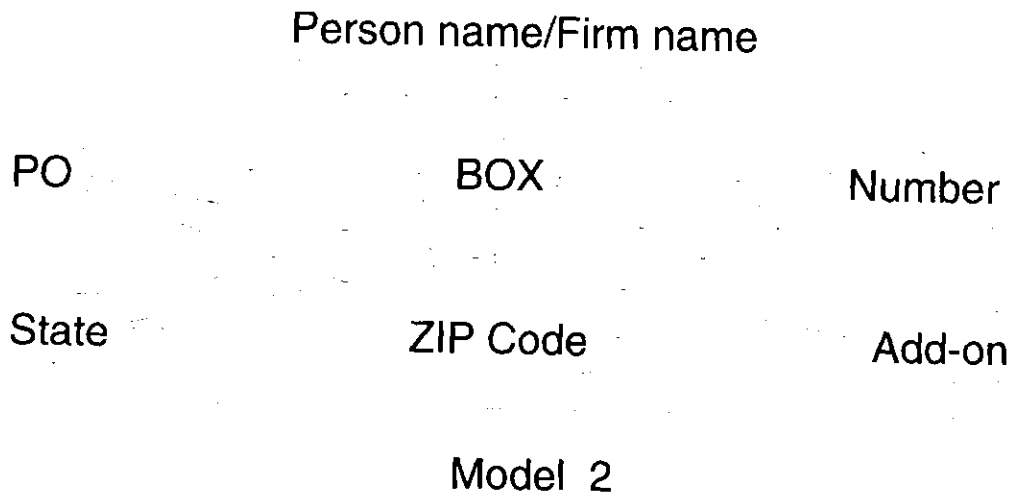 Person name/Firm name
PO BOX Number
State ZIP Code Add-on
Model 2